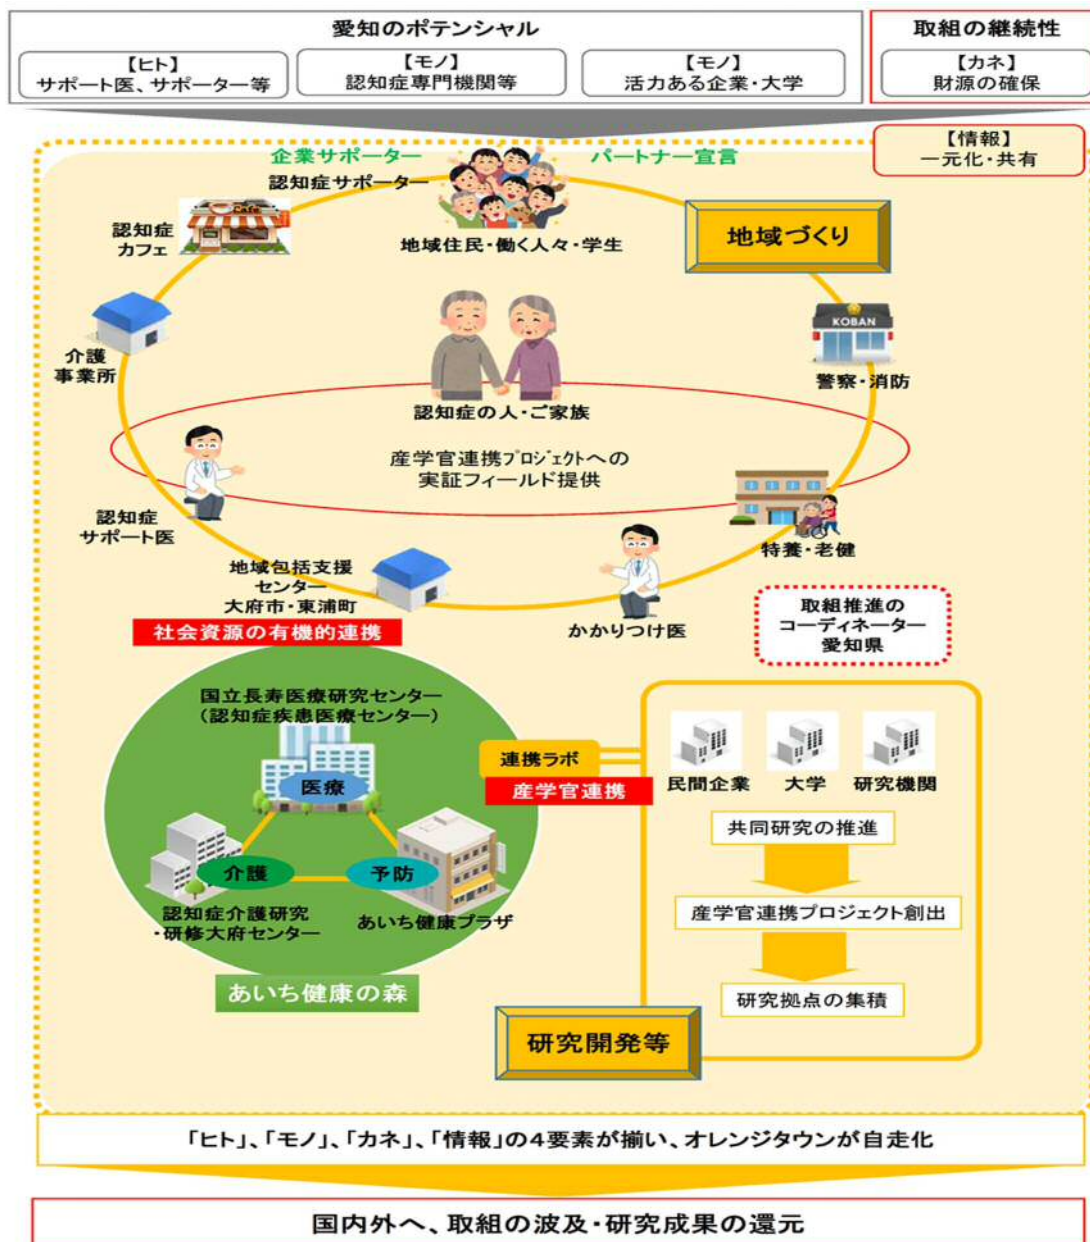 愛知のポテンシャル
取組の継続性
【ヒト】
サポート医、サポーター等
【モノ】
認知症専門機関等
【モノ】
活力ある企業・大学
【カネ】
財源の確保
【情報】
一元化・共有
企業サポーター
パートナー宣言
認知症サポーター
認知症
カフェ
CAFE
地域住民・働く人々・学生
地域づくり
介護
事業所
KOBAN
警察・消防
認知症の人・ご家族
産学官連携プロジェクトへの
実証フィールド提供
認知症
サポート医
特養・老健
地域包括支援
センター
大府市・東浦町
かかりつけ医
取組推進の
コーディネーター
愛知県
社会資源の有機的連携
国立長寿医療研究センター
(認知症疾患医療センター)
医療
介護
予防
認知症介護研究
・研修大府センター
あいち健康プラザ
あいち健康の森
連携ラボ
産学官連携
民間企業
大学
研究機関
共同研究の推進
産学官連携プロジェクト創出
研究拠点の集積
研究開発等
「ヒト」、「モノ」、「カネ」、「情報」の4要素が揃い、オレンジタウンが自走化
国内外へ、取組の波及・研究成果の還元